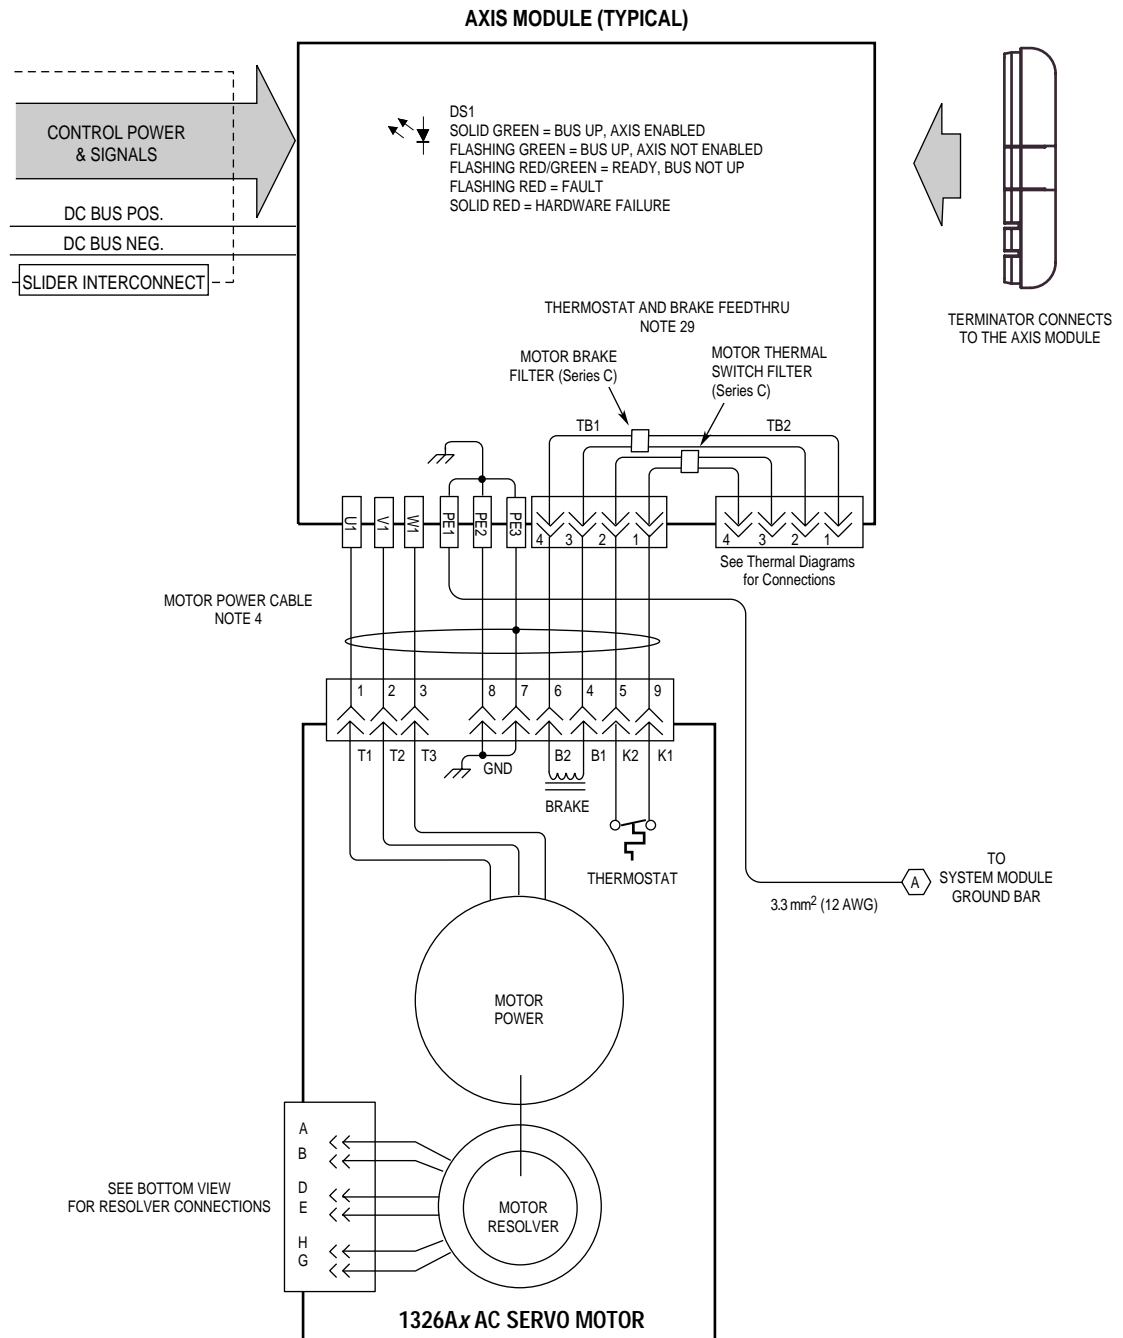 AXIS MODULE (TYPICAL)
CONTROL POWER
& SIGNALS
DC BUS POS.
DC BUS NEG.
SLIDER INTERCONNECT
DS1
SOLID GREEN = BUS UP, AXIS ENABLED
FLASHING GREEN = BUS UP, AXIS NOT ENABLED
FLASHING RED/GREEN = READY, BUS NOT UP
FLASHING RED = FAULT
SOLID RED = HARDWARE FAILURE
TERMINATOR CONNECTS
TO THE AXIS MODULE
THERMOSTAT AND BRAKE FEEDTHRU
NOTE 29
MOTOR BRAKE
FILTER (Series C)
MOTOR THERMAL
SWITCH FILTER
(Series C)
TB1
TB2
U1
V1
W1
PE1
PE2
PE3
4
3
2
1
4
3
2
1
See Thermal Diagrams
for Connections
MOTOR POWER CABLE
NOTE 4
1
2
3
8
7
6
4
5
9
T1
T2
T3
GND
B2
B1
K2
K1
BRAKE
THERMOSTAT
3.3 mm² (12 AWG)
A
TO
SYSTEM MODULE
GROUND BAR
MOTOR
POWER
A
B
D
E
H
G
SEE BOTTOM VIEW
FOR RESOLVER CONNECTIONS
MOTOR
RESOLVER
1326Ax AC SERVO MOTOR